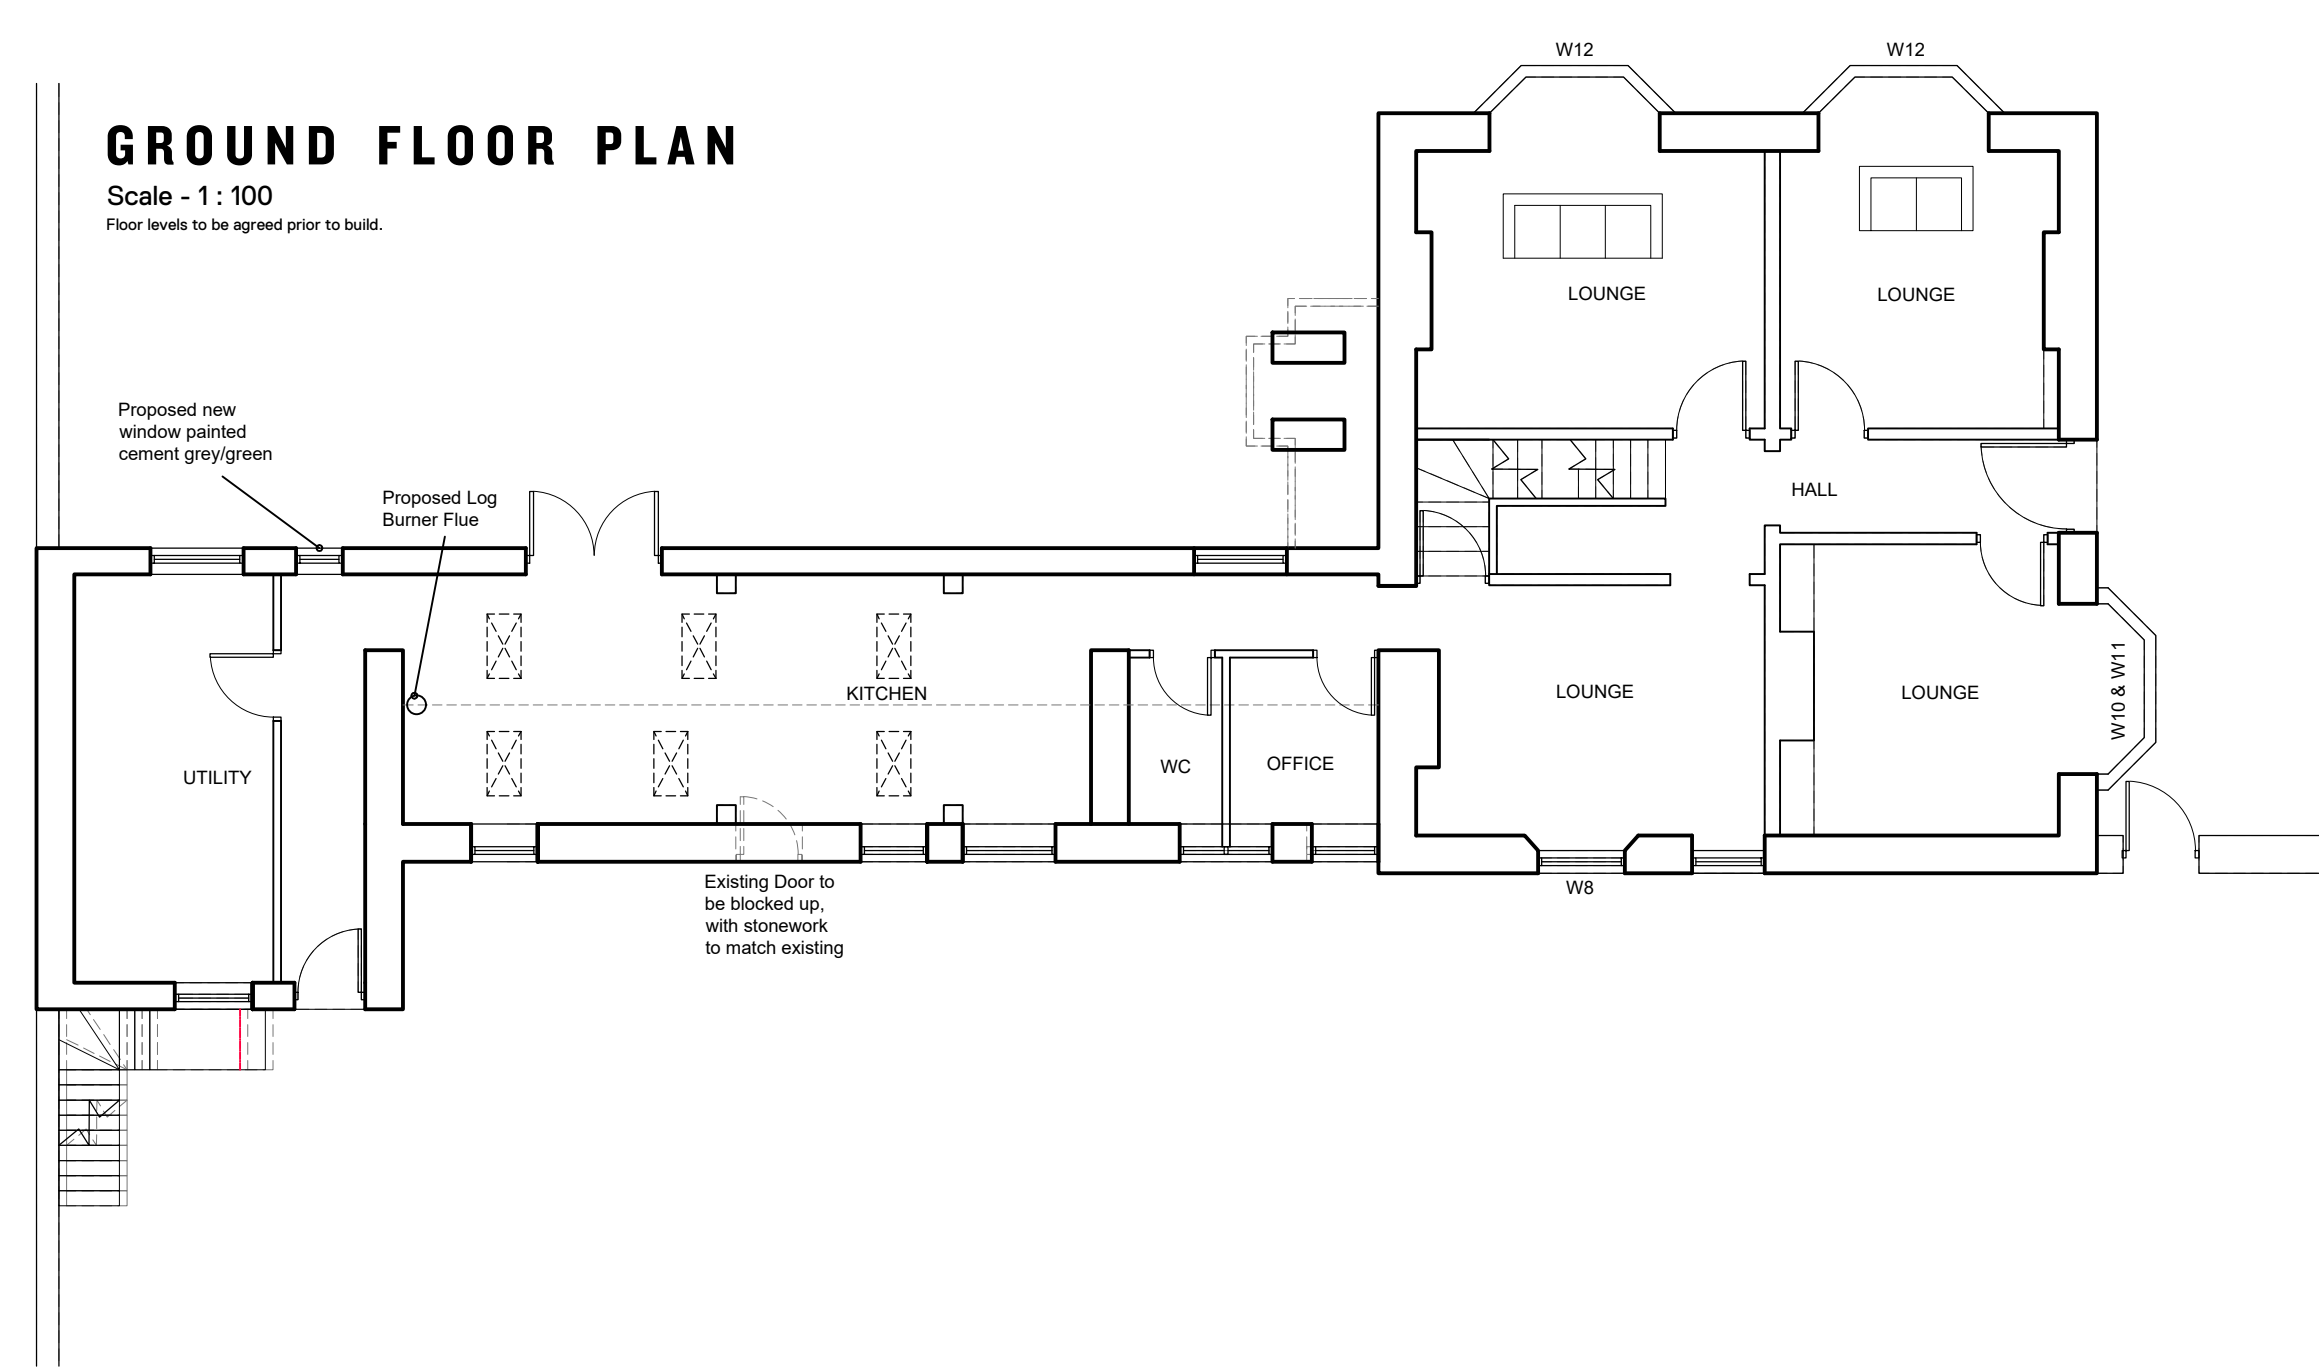 W12
W12
GROUND FLOOR PLAN
Scale - 1 : 100
Floor levels to be agreed prior to build.
LOUNGE
LOUNGE
Proposed new
window painted
cement grey/green
Proposed Log
Burner Flue
HALL
KITCHEN
LOUNGE
LOUNGE
W10 & W11
UTILITY
WC
OFFICE
Existing Door to
be blocked up,
with stonework
to match existing
W8